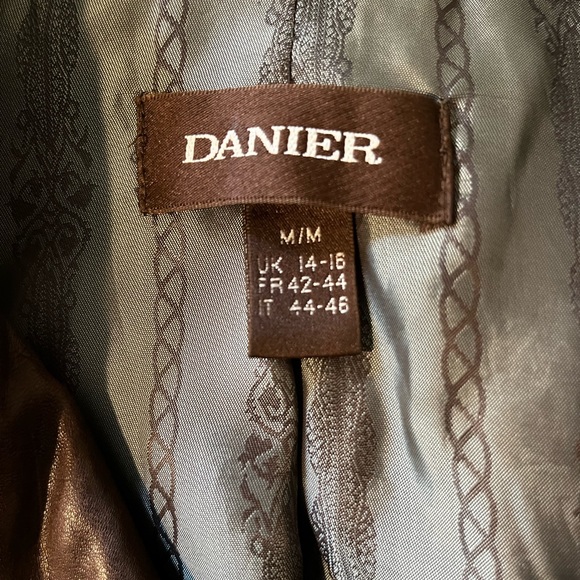 DANIER
M/M
UK 14-16
FR 42-44
IT 44-46